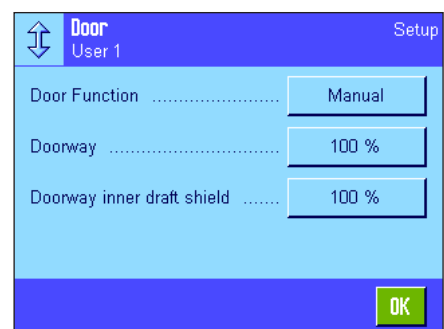 Door Setup
User 1
Door Function ........................ Manual
Doorway ................................ 100 %
Doorway inner draft shield ....... 100 %
OK